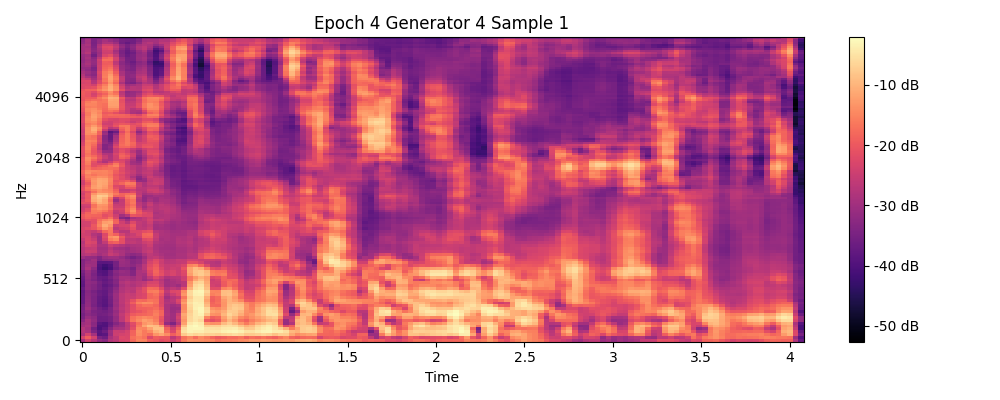 Epoch 4 Generator 4 Sample 1
Hz
4096
2048
1024
512
0
0 0.5 1 1.5 2 2.5 3 3.5 4
Time
-10 dB
-20 dB
-30 dB
-40 dB
-50 dB